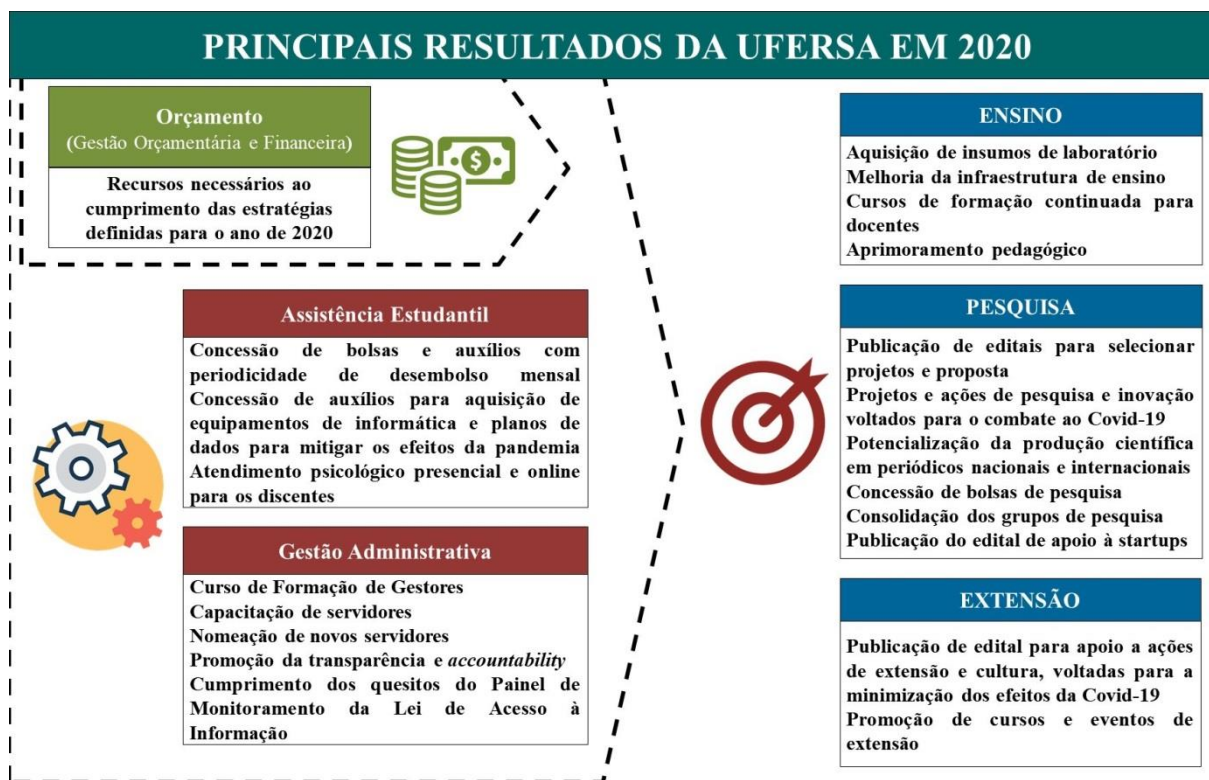 PRINCIPAIS RESULTADOS DA UFERSA EM 2020
Orçamento
(Gestão Orçamentária e Financeira)
Recursos necessários ao
cumprimento das estratégias
definidas para o ano de 2020
Assistência Estudantil
Concessão de bolsas e auxílios com
periodicidade de desembolso mensal
Concessão de auxílios para aquisição de
equipamentos de informática e planos de
dados para mitigar os efeitos da pandemia
Atendimento psicológico presencial e online
para os discentes
Gestão Administrativa
Curso de Formação de Gestores
Capacitação de servidores
Nomeação de novos servidores
Promoção da transparência e accountability
Cumprimento dos quesitos do Painel de
Monitoramento da Lei de Acesso à
Informação
ENSINO
Aquisição de insumos de laboratório
Melhoria da infraestrutura de ensino
Cursos de formação continuada para
docentes
Aprimoramento pedagógico
PESQUISA
Publicação de editais para selecionar
projetos e proposta
Projetos e ações de pesquisa e inovação
voltados para o combate ao Covid-19
Potencialização da produção científica
em periódicos nacionais e internacionais
Concessão de bolsas de pesquisa
Consolidação dos grupos de pesquisa
Publicação do edital de apoio à startups
EXTENSÃO
Publicação de edital para apoio a ações
de extensão e cultura, voltadas para a
minimização dos efeitos da Covid-19
Promoção de cursos e eventos de
extensão